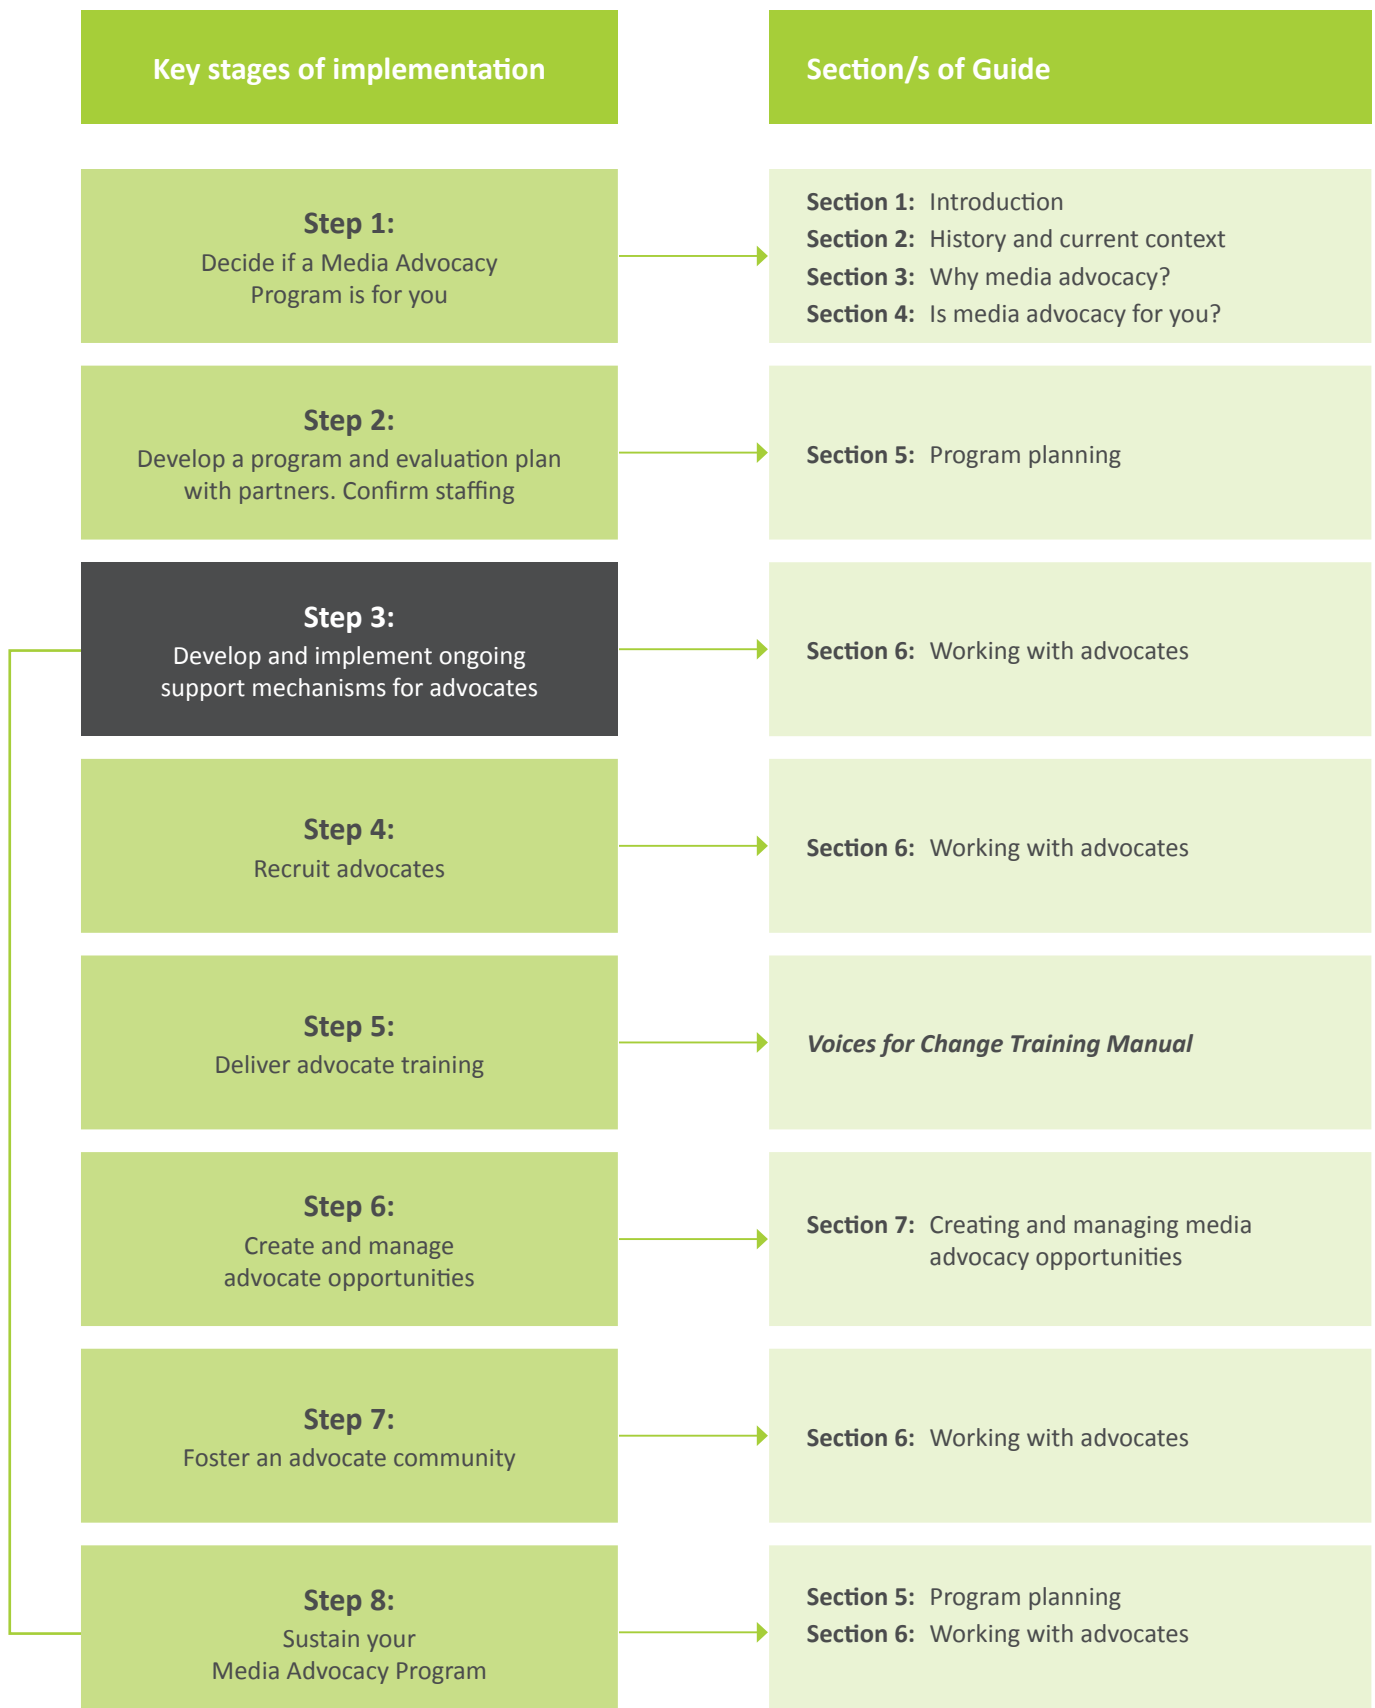 Key stages of implementation
Section/s of Guide
Step 1:
Decide if a Media Advocacy
Program is for you
Section 1: Introduction
Section 2: History and current context
Section 3: Why media advocacy?
Section 4: Is media advocacy for you?
Step 2:
Develop a program and evaluation plan
with partners. Confirm staffing
Section 5: Program planning
Step 3:
Develop and implement ongoing
support mechanisms for advocates
Section 6: Working with advocates
Step 4:
Recruit advocates
Section 6: Working with advocates
Step 5:
Deliver advocate training
Voices for Change Training Manual
Step 6:
Create and manage
advocate opportunities
Section 7: Creating and managing media
advocacy opportunities
Step 7:
Foster an advocate community
Section 6: Working with advocates
Step 8:
Sustain your
Media Advocacy Program
Section 5: Program planning
Section 6: Working with advocates